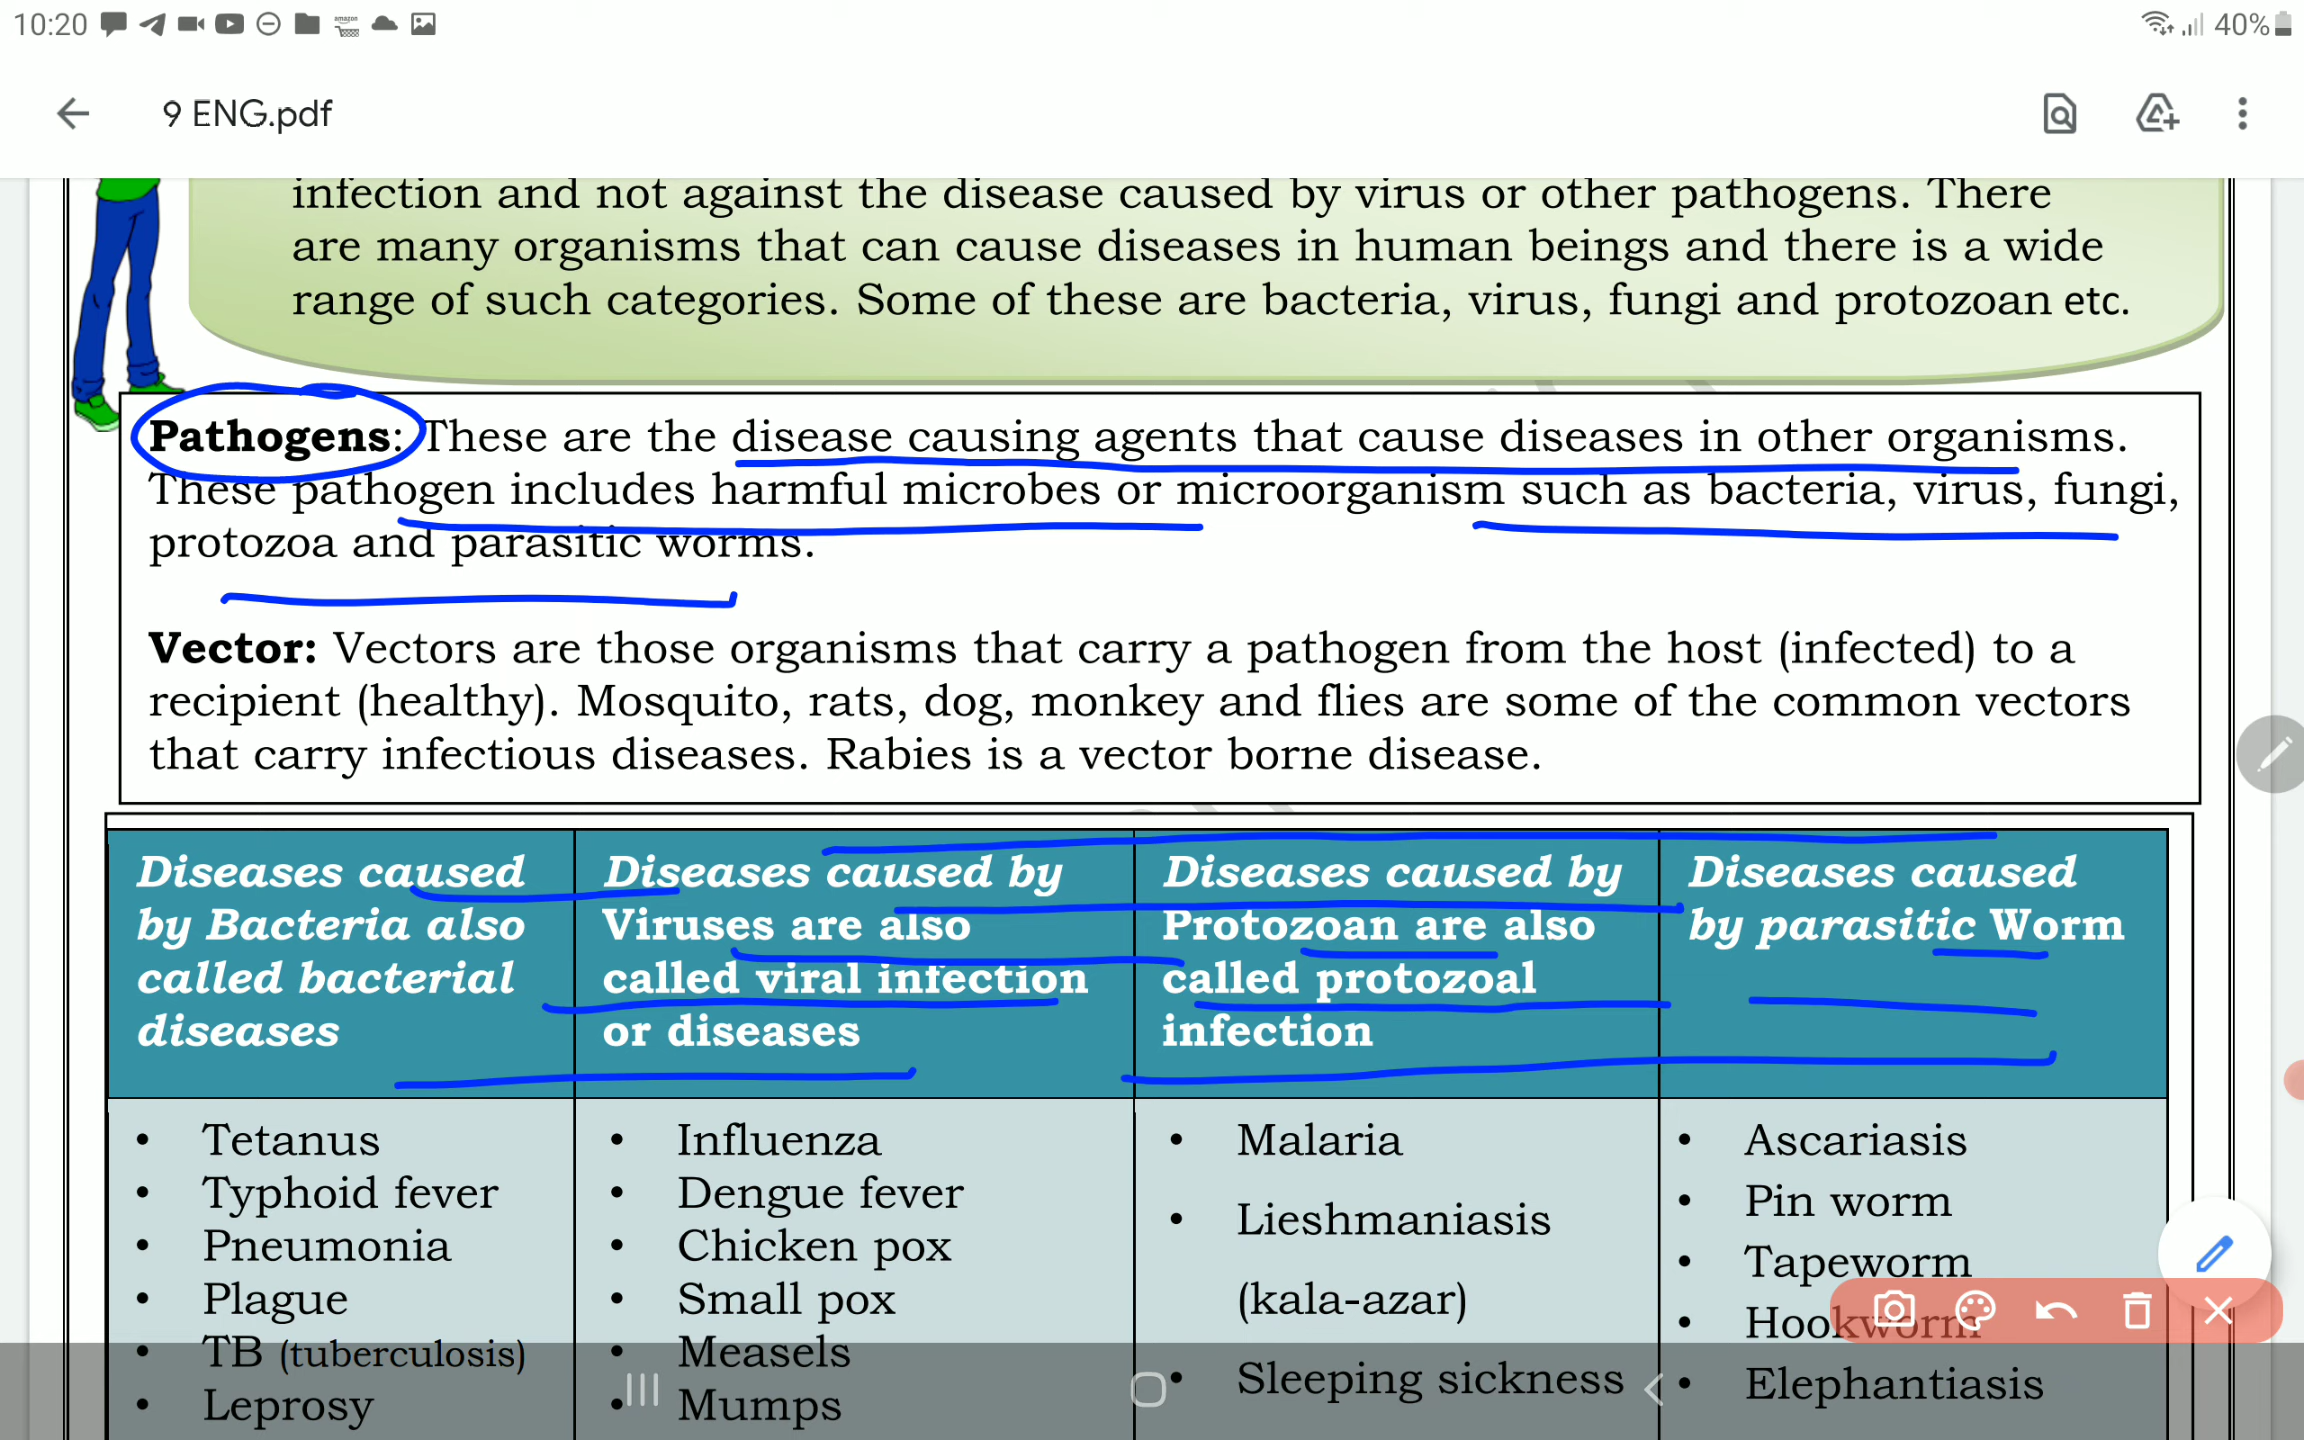 10:20
40%
9 ENG.pdf
infection and not against the disease caused by virus or other pathogens. There
are many organisms that can cause diseases in human beings and there is a wide
range of such categories. Some of these are bacteria, virus, fungi and protozoan etc.
Pathogens: These are the disease causing agents that cause diseases in other organisms.
These pathogen includes harmful microbes or microorganism such as bacteria, virus, fungi,
protozoa and parasitic worms.
Vector: Vectors are those organisms that carry a pathogen from the host (infected) to a
recipient (healthy). Mosquito, rats, dog, monkey and flies are some of the common vectors
that carry infectious diseases. Rabies is a vector borne disease.
Diseases caused
by Bacteria also
called bacterial
diseases
Diseases caused by
Viruses are also
called viral infection
or diseases
Diseases caused by
Protozoan are also
called protozoal
infection
Diseases caused
by parasitic Worm
• Tetanus
• Typhoid fever
• Pneumonia
• Plague
• TB (tuberculosis)
• Leprosy
• Influenza
• Dengue fever
• Chicken pox
• Small pox
• Measels
• Mumps
• Malaria
• Lieshmaniasis
(kala-azar)
• Sleeping sickness
• Ascariasis
• Pin worm
• Tapeworm
• Hookworm
• Elephantiasis